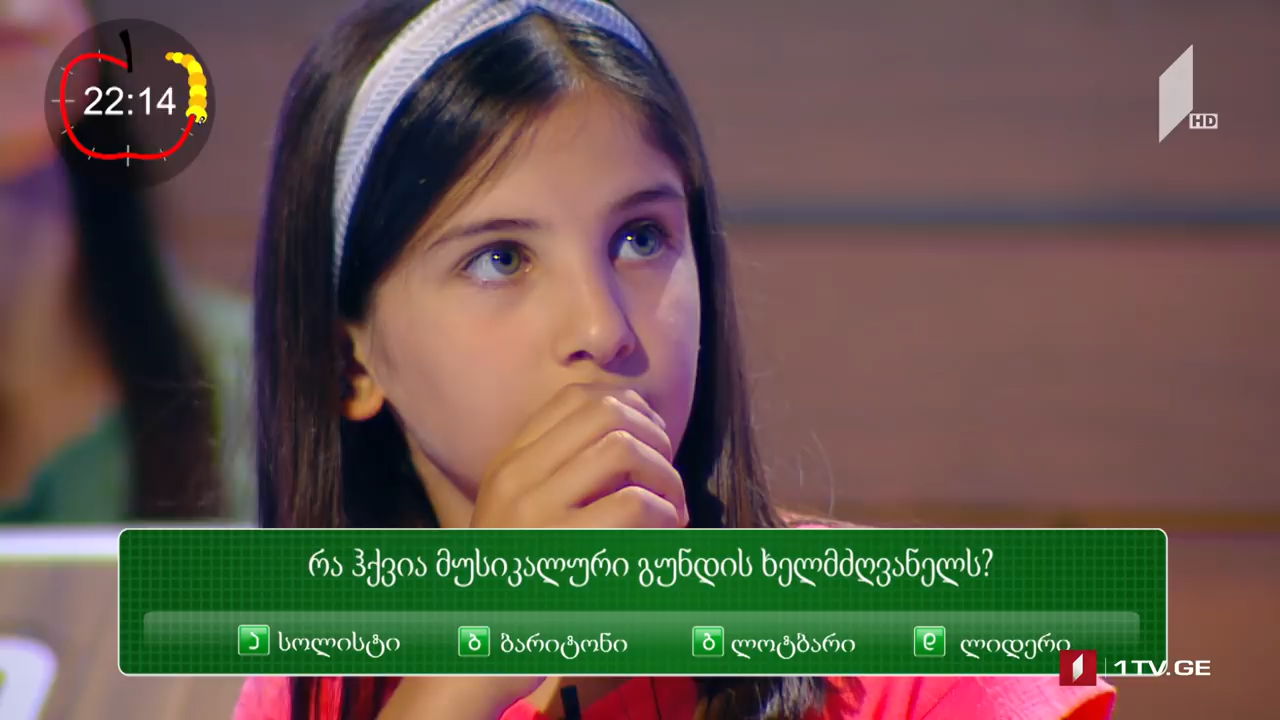 22:14
HD
რა ჰქვია მუსიკალური გუნდის ხელმძღვანელს?
ა სოლისტი
ბ ბარიტონი
გ ლოტბარი
დ ლიდერი
1TV.GE